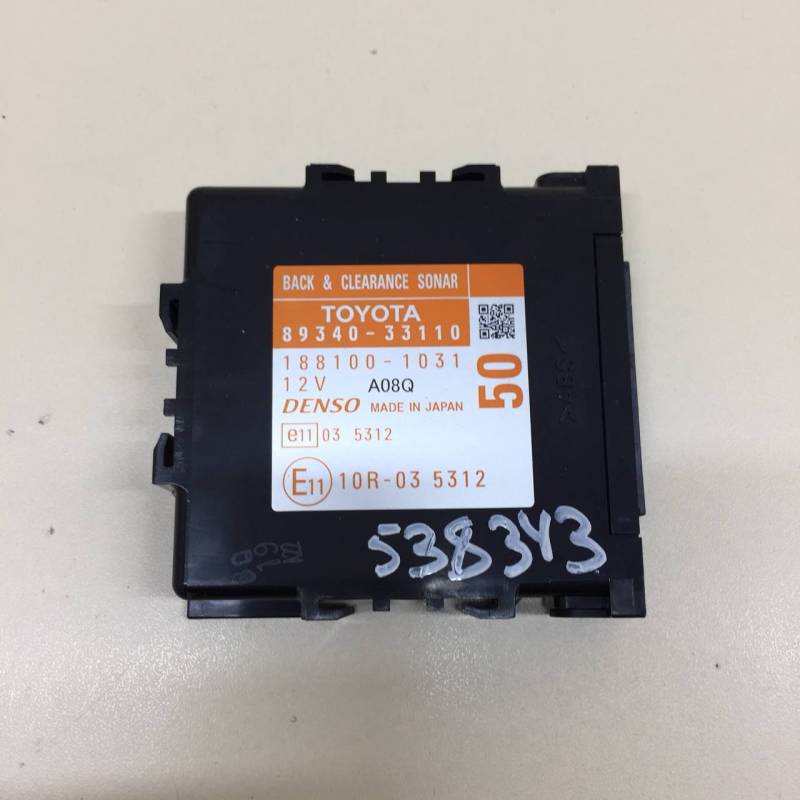 BACK & CLEARANCE SONAR
TOYOTA
89340-33110
188100-1031
12V A08Q
50
DENSO MADE IN JAPAN
e11 03 5312
E11 10R-03 5312
>ABS<
538343